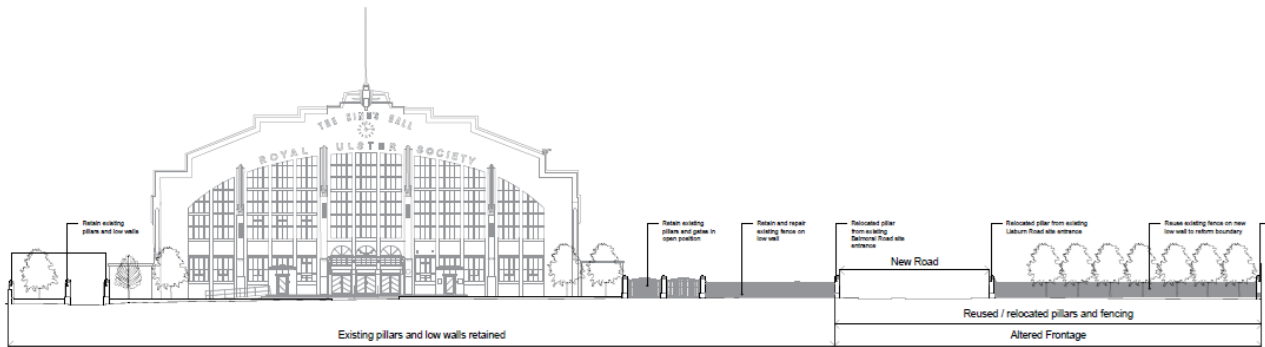 THE KING'S HALL
ROYAL ULSTER SOCIETY
Retain existing
pillars and low walls
Retain existing
pillars and gates in
open position
Retain and repair
existing fence on
low wall
Relocated pillar
from existing
Balmoral Road site
entrance
Relocated pillar from existing
Lisburn Road site
entrance
Reuse existing fence on new
low wall to reform boundary
New Road
Reused / relocated pillars and fencing
Existing pillars and low walls retained
Altered Frontage